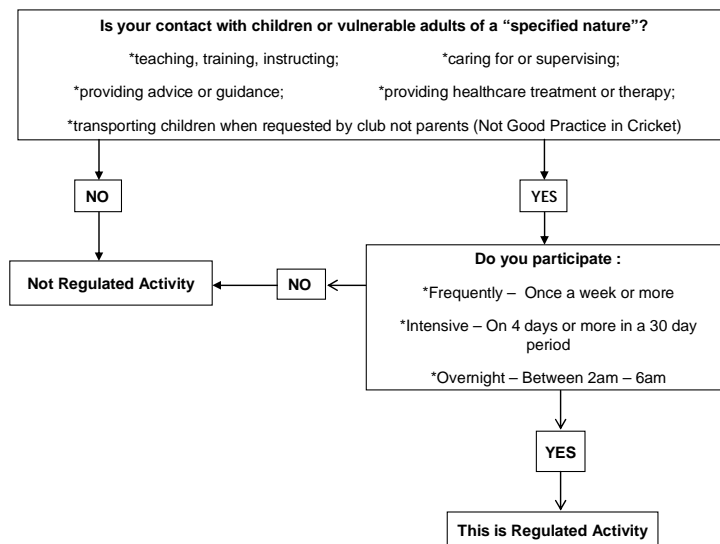 Is your contact with children or vulnerable adults of a “specified nature”?
*teaching, training, instructing; *caring for or supervising;
*providing advice or guidance; *providing healthcare treatment or therapy;
*transporting children when requested by club not parents (Not Good Practice in Cricket)
NO
YES
Do you participate :
Not Regulated Activity
NO
*Frequently – Once a week or more
*Intensive – On 4 days or more in a 30 day
period
*Overnight – Between 2am – 6am
YES
This is Regulated Activity